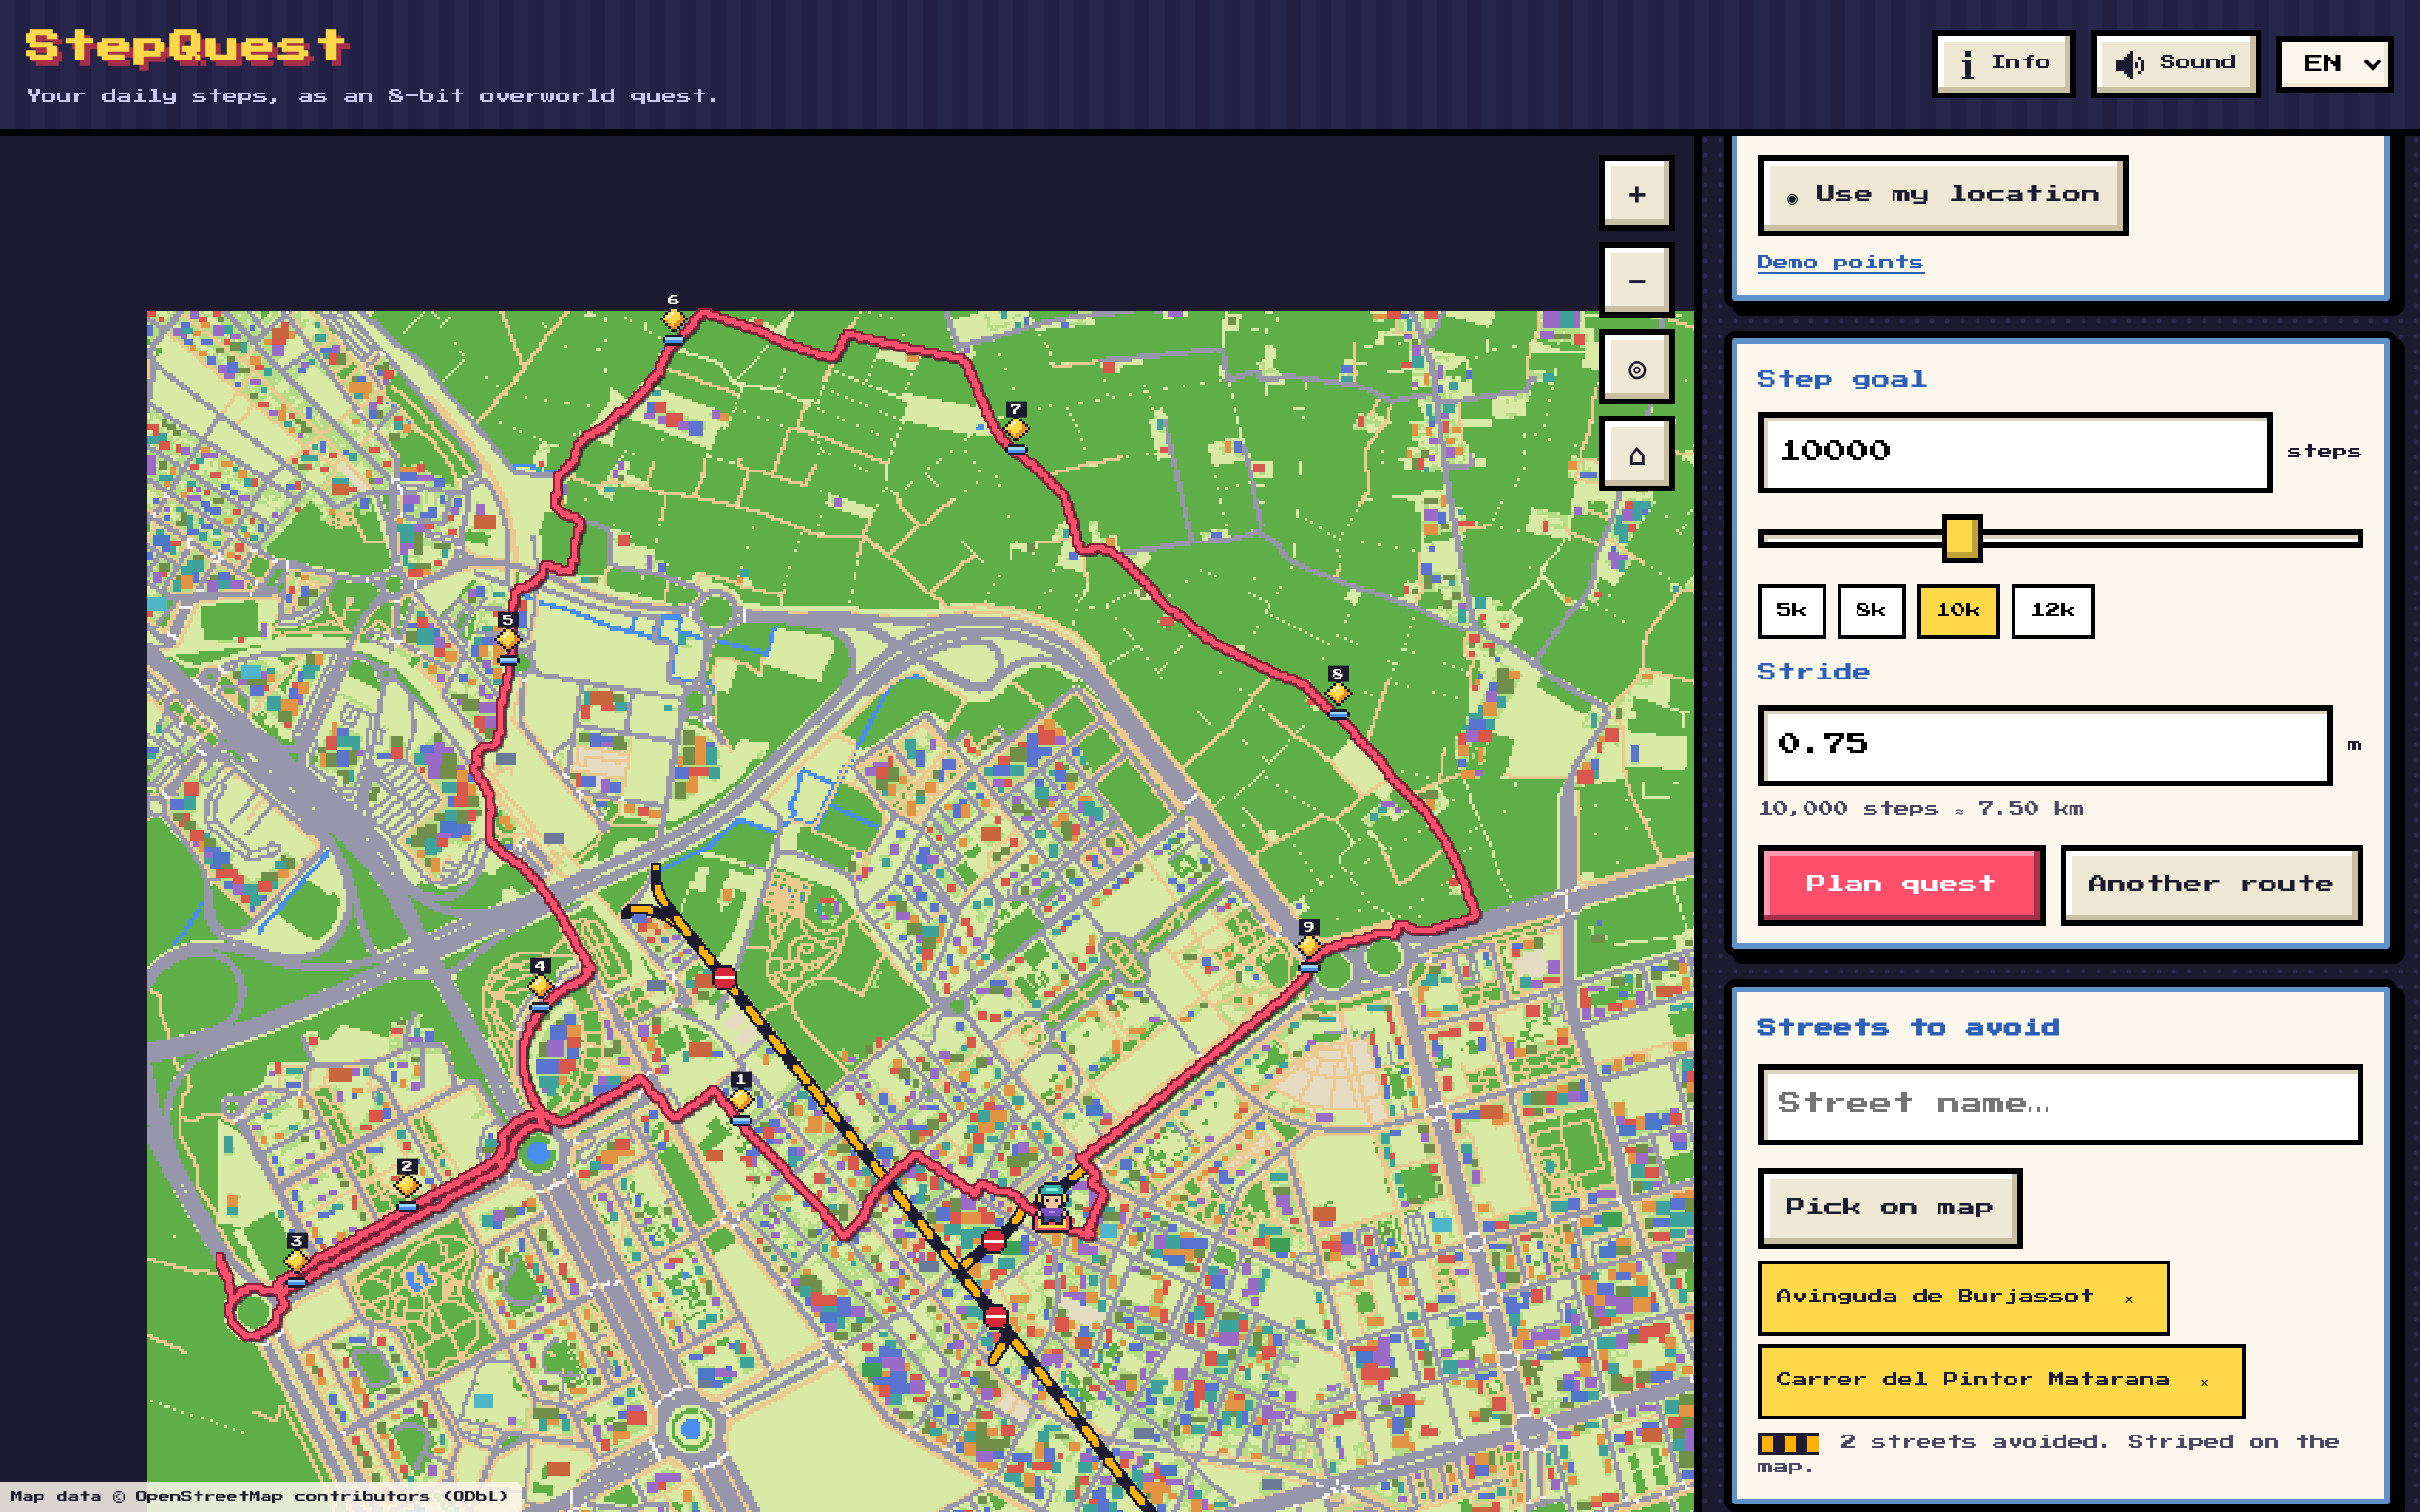 StepQuest
Your daily steps, as an 8-bit overworld quest.
i Info
Sound
EN
+
−
◎
⌂
6
7
5
8
9
4
1
2
3
Map data © OpenStreetMap contributors (ODbL)
◉ Use my location
Demo points
Step goal
10000 steps
5k 8k 10k 12k
Stride
0.75 m
10,000 steps ≈ 7.50 km
Plan quest
Another route
Streets to avoid
Street name…
Pick on map
Avinguda de Burjassot ×
Carrer del Pintor Matarana ×
2 streets avoided. Striped on the
map.